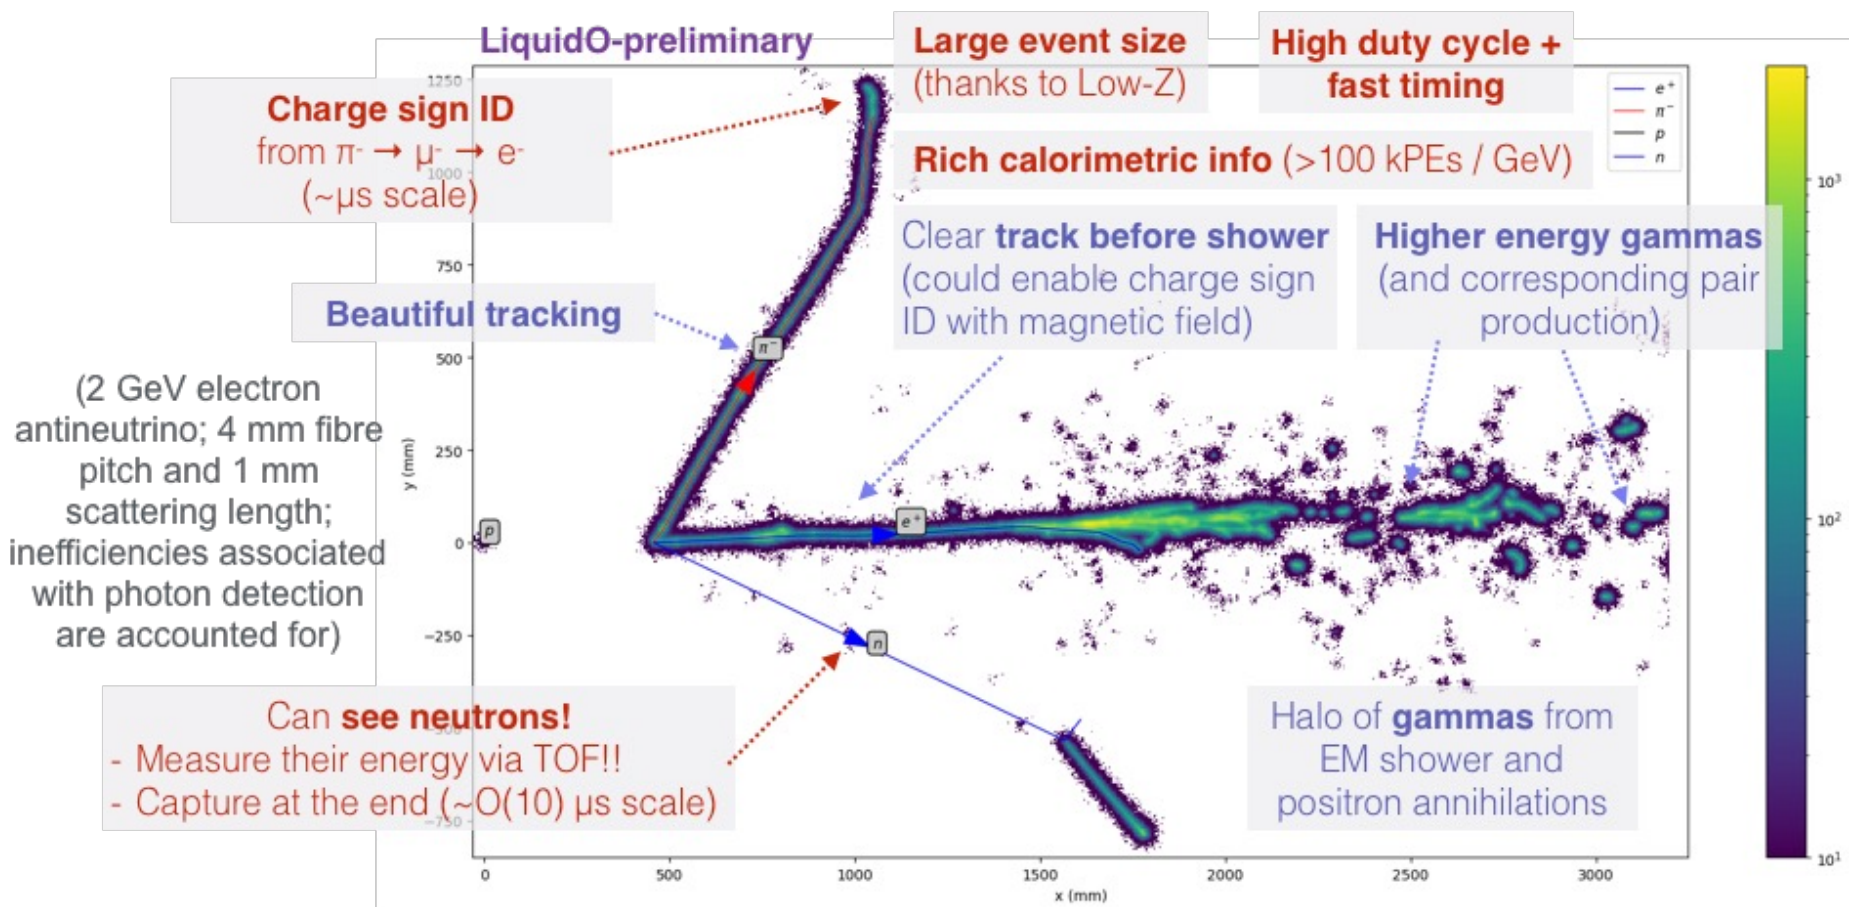 LiquidO-preliminary
Large event size
(thanks to Low-Z)
High duty cycle +
fast timing
Charge sign ID
from π- → μ- → e-
(~μs scale)
Rich calorimetric info (>100 kPEs / GeV)
e⁺
π⁻
p
n
Clear track before shower
(could enable charge sign
ID with magnetic field)
Higher energy gammas
(and corresponding pair
production)
Beautiful tracking
(2 GeV electron
antineutrino; 4 mm fibre
pitch and 1 mm
scattering length;
inefficiencies associated
with photon detection
are accounted for)
π⁻
e⁺
p
n
Can see neutrons!
- Measure their energy via TOF!!
- Capture at the end (~O(10) μs scale)
Halo of gammas from
EM shower and
positron annihilations
1250
1000
750
500
250
0
−250
−500
−750
y (mm)
0 500 1000 1500 2000 2500 3000
x (mm)
10³
10²
10¹